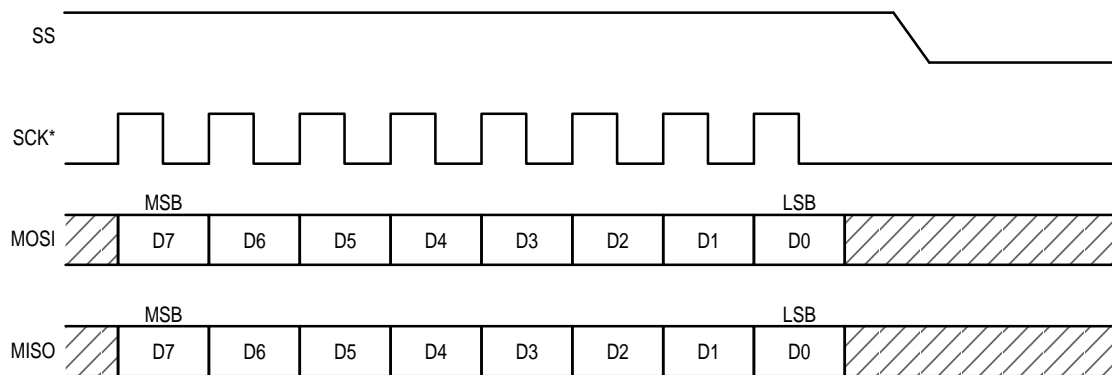 SS
SCK*
MSB LSB
MOSI D7 D6 D5 D4 D3 D2 D1 D0
MSB LSB
MISO D7 D6 D5 D4 D3 D2 D1 D0